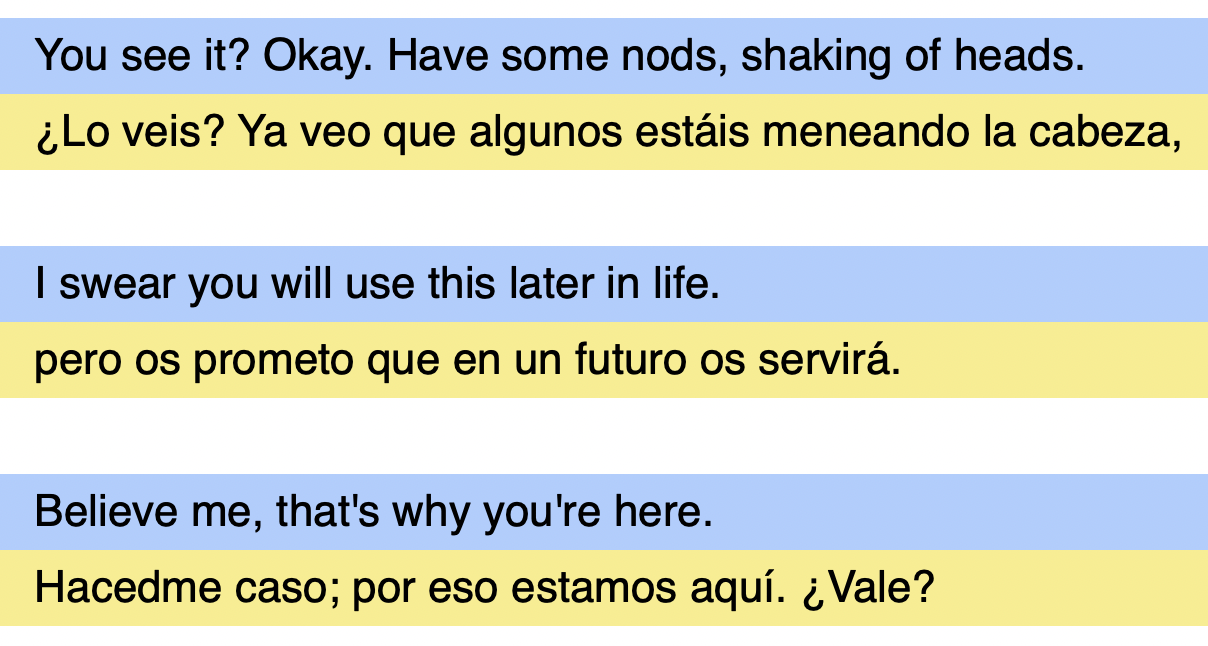 You see it? Okay. Have some nods, shaking of heads.
¿Lo veis? Ya veo que algunos estáis meneando la cabeza,
I swear you will use this later in life.
pero os prometo que en un futuro os servirá.
Believe me, that's why you're here.
Hacedme caso; por eso estamos aquí. ¿Vale?